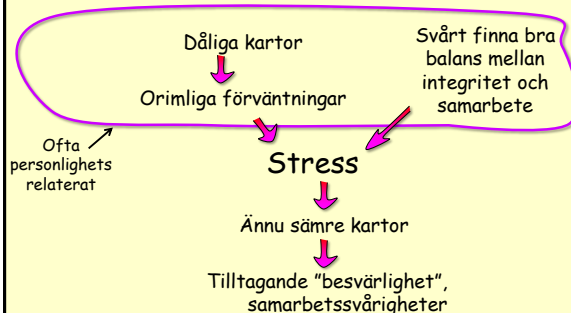 Dåliga kartor
Orimliga förväntningar
Svårt finna bra
balans mellan
integritet och
samarbete
Ofta
personlighets
relaterat
Stress
Ännu sämre kartor
Tilltagande ”besvärlighet”,
samarbetssvårigheter